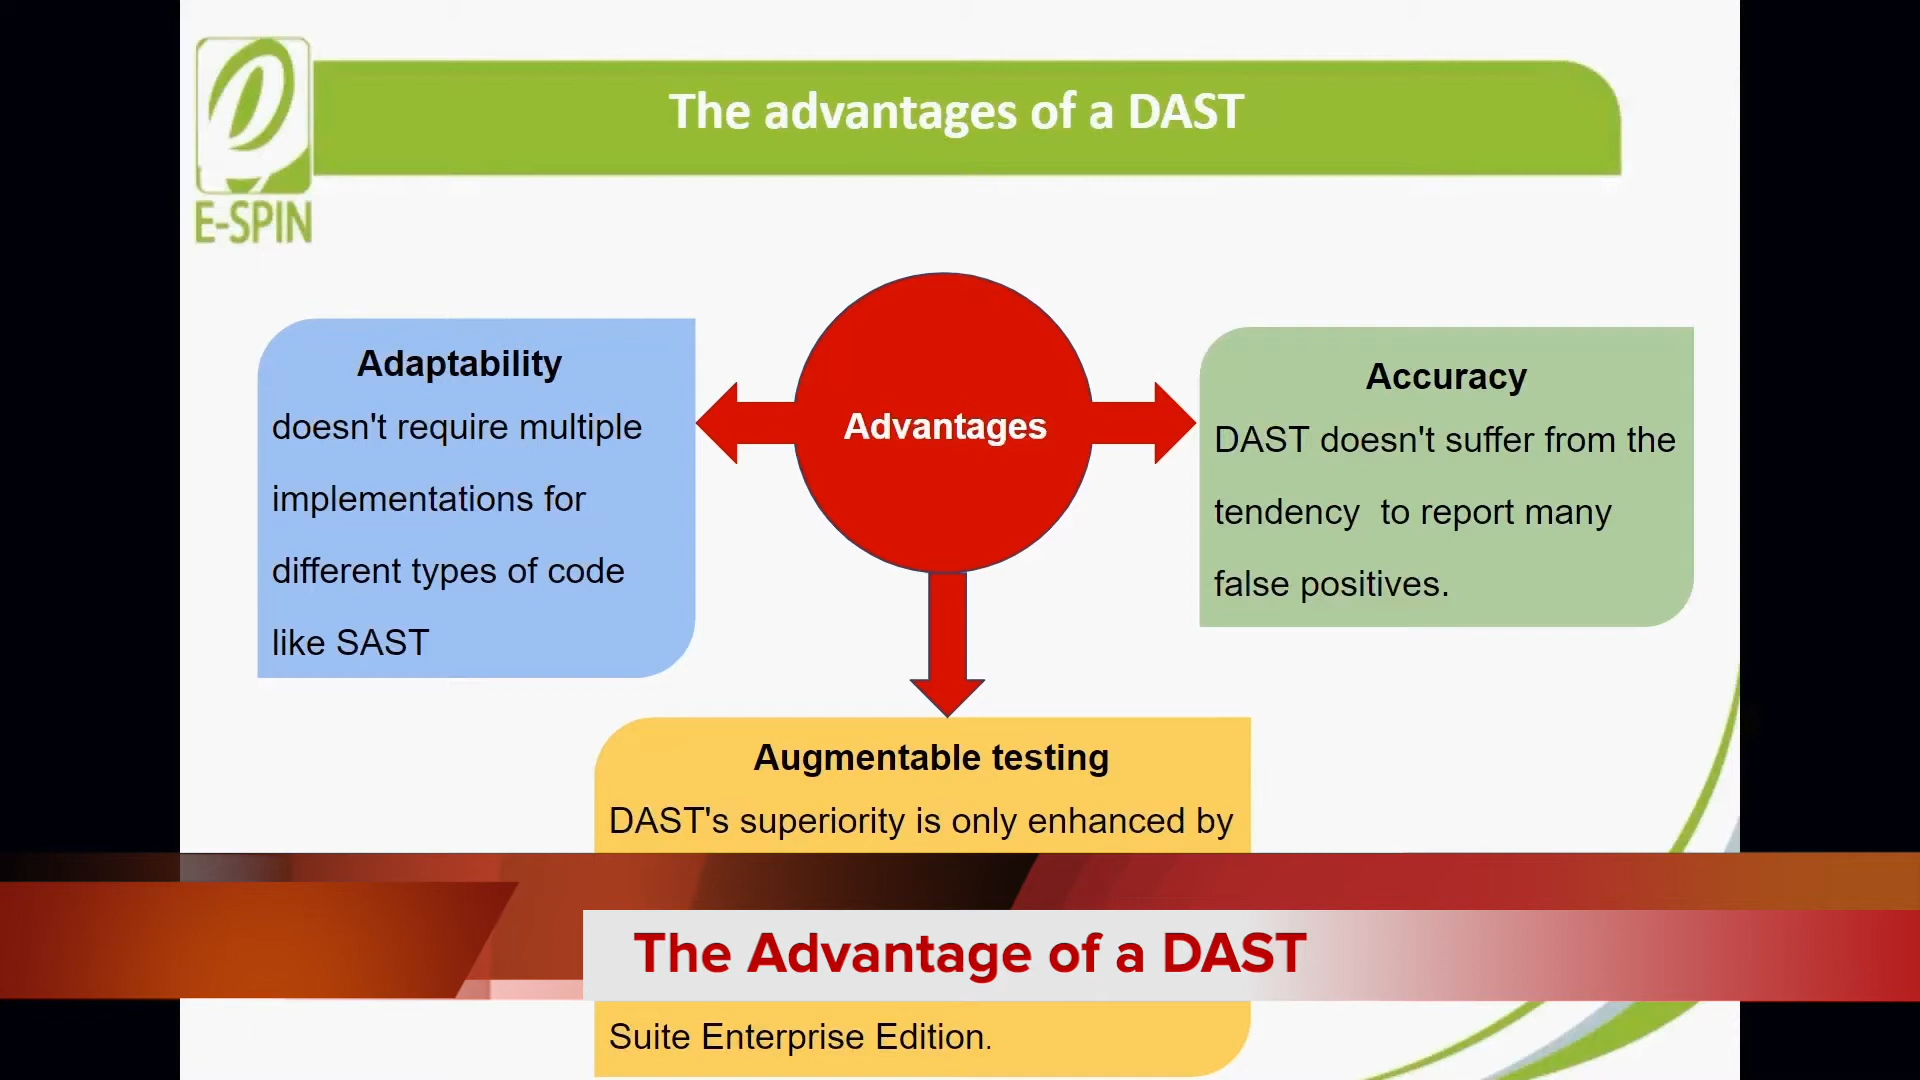 The advantages of a DAST
E-SPIN
Adaptability
doesn't require multiple
implementations for
different types of code
like SAST
Advantages
Accuracy
DAST doesn't suffer from the
tendency  to report many
false positives.
Augmentable testing
DAST's superiority is only enhanced by
The Advantage of a DAST
Suite Enterprise Edition.